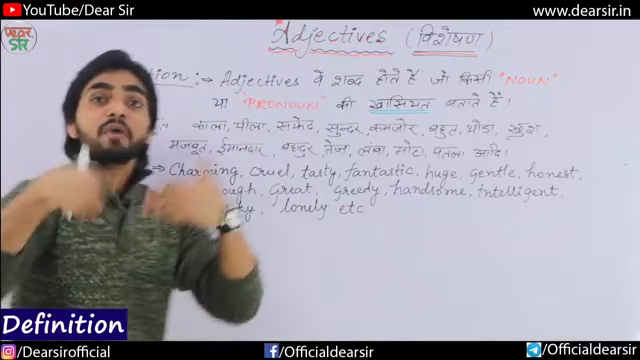 YouTube/Dear Sir
www.dearsir.in
Dear
SIR
Adjectives (विशेषण)
→ Adjectives वे शब्द होते हैं जो किसी "NOUN"
या "PRONOUN" की खासियत बताते हैं।
काला, पीला, सफेद, सुन्दर, कमजोर, बहुत, थोड़ा, खुश,
मजबूत, ईमानदार, बहादुर, तेज, लंबा, मोटा, पतला आदि।
→ Charming, cruel, tasty, fantastic, huge, gentle, honest,
Great, Greedy, handsome, intelligent,
lonely etc
Definition
/Dearsirofficial
/Officialdearsir
/Officialdearsir